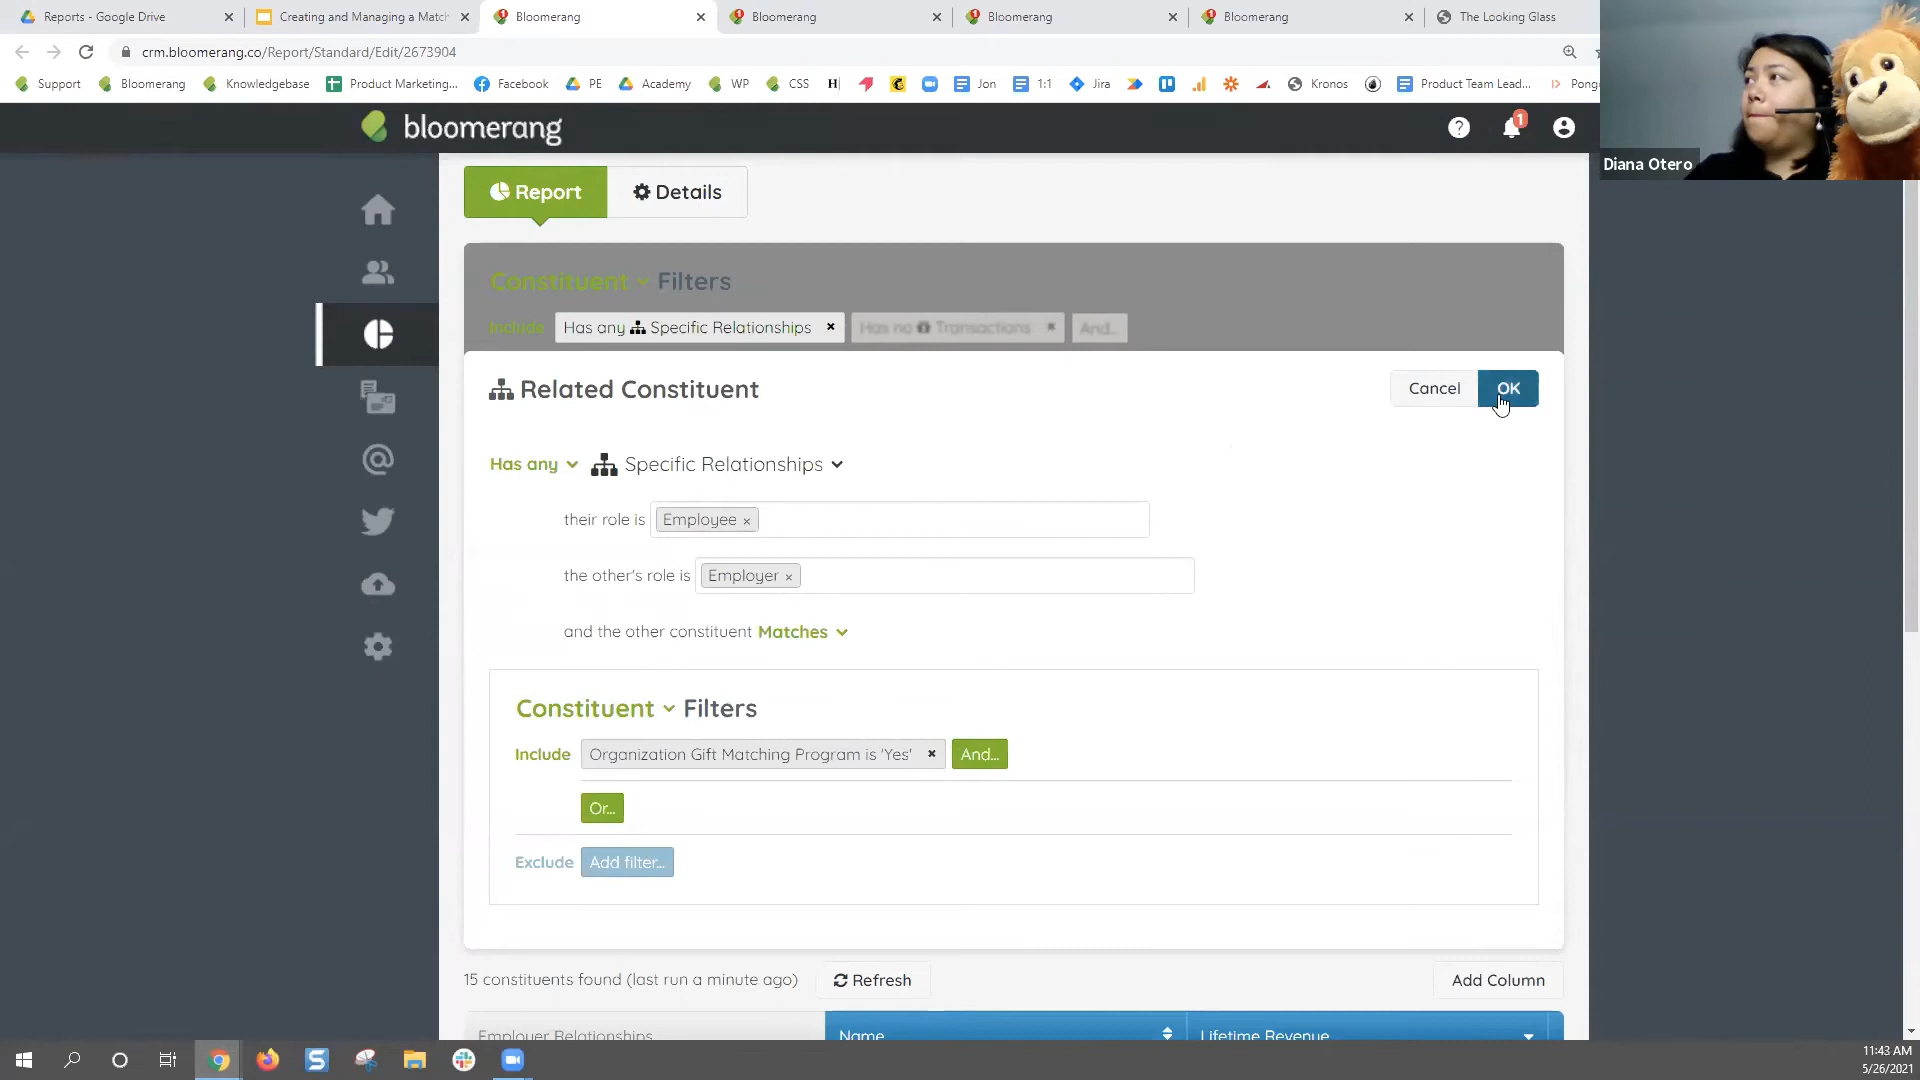 Reports - Google Drive
Creating and Managing a Match
Bloomerang
Bloomerang
Bloomerang
Bloomerang
The Looking Glass
crm.bloomerang.co/Report/Standard/Edit/2673904
Support
Bloomerang
Knowledgebase
Product Marketing...
Facebook
PE
Academy
WP
CSS
H
Jon
1:1
Jira
Kronos
Product Team Lead...
Pong
Diana Otero
bloomerang
1
Report
Details
Constituent Filters
Include Has any Specific Relationships × Has no Transactions × And...
Related Constituent
Cancel
OK
Has any Specific Relationships
their role is Employee ×
the other's role is Employer ×
and the other constituent Matches
Constituent Filters
Include Organization Gift Matching Program is 'Yes' × And...
Or...
Exclude Add filter...
15 constituents found (last run a minute ago)
Refresh
Add Column
Employer Relationships
Name
Lifetime Revenue
11:43 AM
5/26/2021